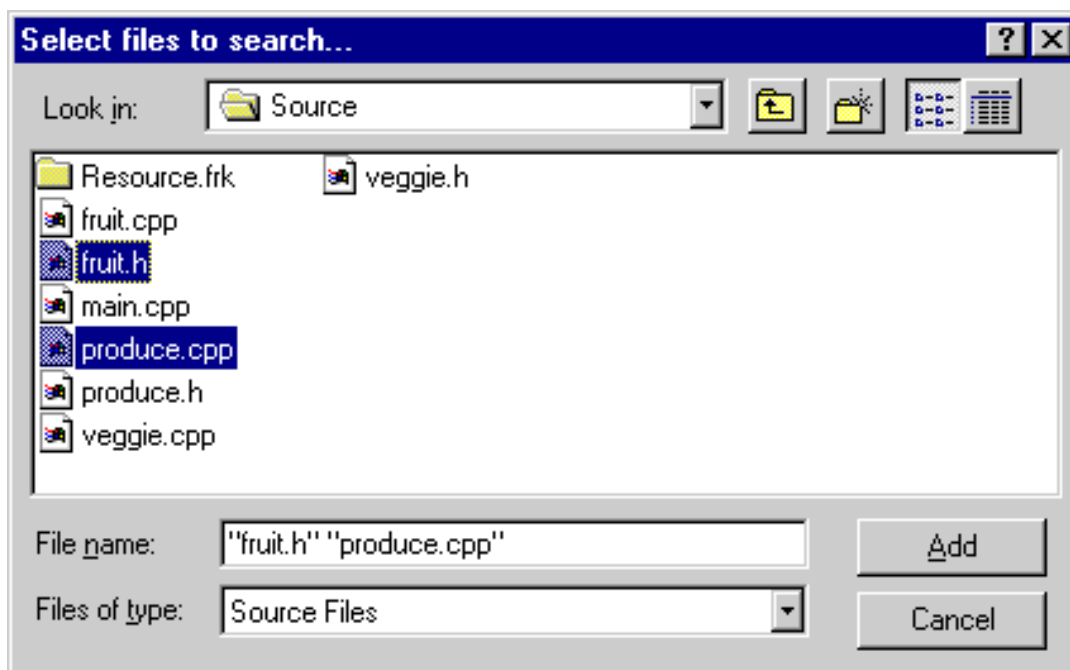 Select files to search...
Look in: Source
Resource.frk veggie.h
fruit.cpp
fruit.h
main.cpp
produce.cpp
produce.h
veggie.cpp
File name: "fruit.h" "produce.cpp" Add
Files of type: Source Files Cancel